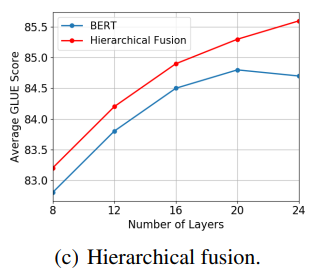 BERT
Hierarchical Fusion
85.5
85.0
84.5
84.0
83.5
83.0
Average GLUE Score
8 12 16 20 24
Number of Layers
(c) Hierarchical fusion.